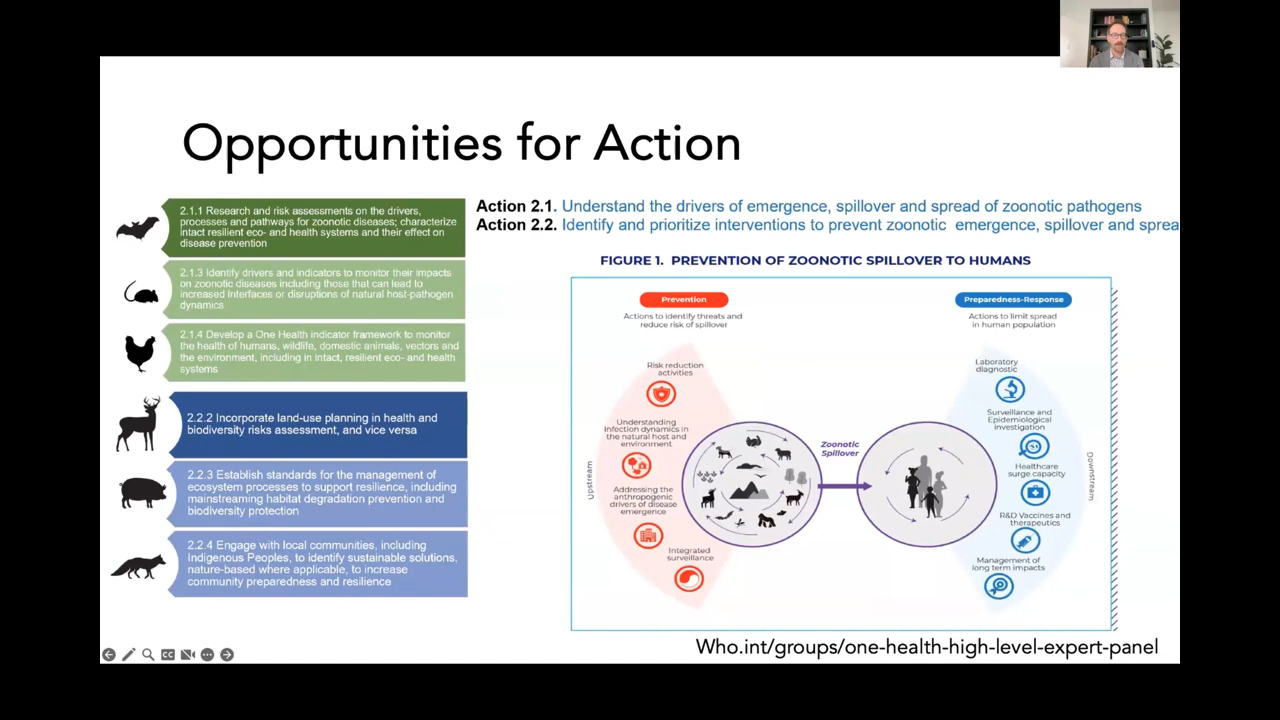 Opportunities for Action
2.1.1 Research and risk assessments on the drivers,
processes and pathways for zoonotic diseases; characterize
intact resilient eco- and health systems and their effect on
disease prevention
2.1.3 Identify drivers and indicators to monitor their impacts
on zoonotic diseases including those that can lead to
increased Interfaces or disruptions of natural host-pathogen
dynamics
2.1.4 Develop a One Health indicator framework to monitor
the health of humans, wildlife, domestic animals, vectors and
the environment, including in intact, resilient eco- and health
systems
2.2.2 Incorporate land-use planning in health and
biodiversity risks assessment, and vice versa
2.2.3 Establish standards for the management of
ecosystem processes to support resilience, including
mainstreaming habitat degradation prevention and
biodiversity protection
2.2.4 Engage with local communities, including
Indigenous Peoples, to identify sustainable solutions,
nature-based where applicable, to increase
community preparedness and resilience
Action 2.1. Understand the drivers of emergence, spillover and spread of zoonotic pathogens
Action 2.2. Identify and prioritize interventions to prevent zoonotic emergence, spillover and sprea
FIGURE 1. PREVENTION OF ZOONOTIC SPILLOVER TO HUMANS
Prevention
Actions to identify threats and
reduce risk of spillover
Upstream
Risk reduction
activities
Understanding
Infection dynamics in
the natural host and
environment
Addressing the
anthropogenic
drivers of disease
emergence
Integrated
surveillance
Zoonotic
Spillover
Preparedness-Response
Actions to limit spread
in human population
Laboratory
diagnostic
Surveillance and
Epidemiological
investigation
Healthcare
surge capacity
R&D Vaccines and
therapeutics
Management of
long term impacts
Downstream
Who.int/groups/one-health-high-level-expert-panel
CC